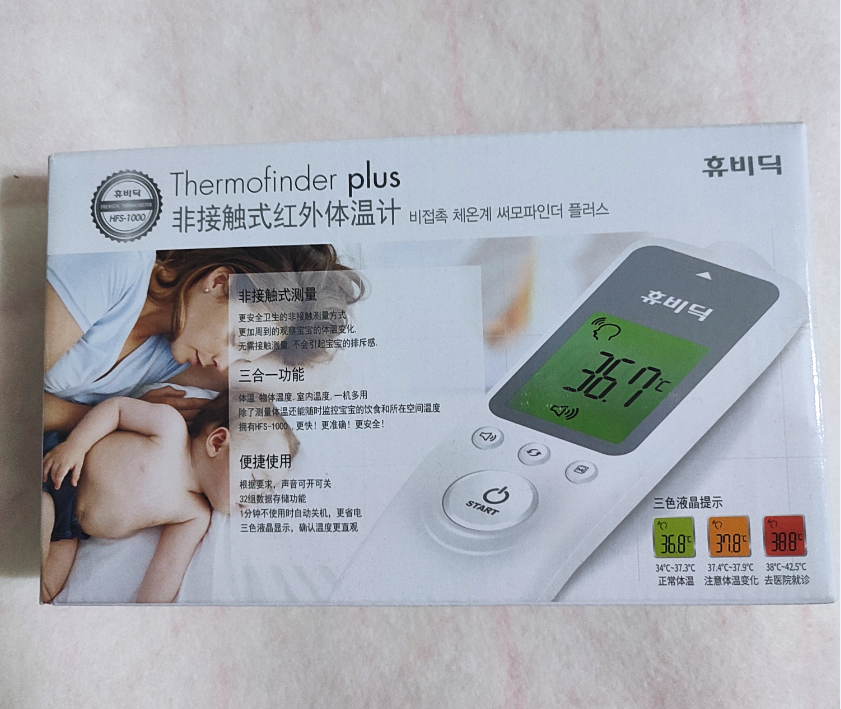 휴비딕
PREMIUM THERMOMETER
HFS-1000
Thermofinder plus
非接触式红外体温计 비접촉 체온계 써모파인더 플러스
휴비딕
非接触式测量
更安全卫生的非接触测量方式
更加周到的观察宝宝的体温变化.
无需接触测量,不会引起宝宝的排斥感.
三合一功能
体温.物体温度.室内温度.一机多用
除了测量体温还能随时监控宝宝的饮食和所在空间温度
拥有HFS-1000，更快！更准确！更安全！
便捷使用
根据要求，声音可开可关
32组数据存储功能
1分钟不使用时自动关机，更省电
三色液晶显示，确认温度更直观
휴비딕
36.7℃
START
三色液晶提示
36.8℃ 37.8℃ 38.8℃
34℃~37.3℃ 37.4℃~37.9℃ 38℃~42.5℃
正常体温 注意体温变化 去医院就诊